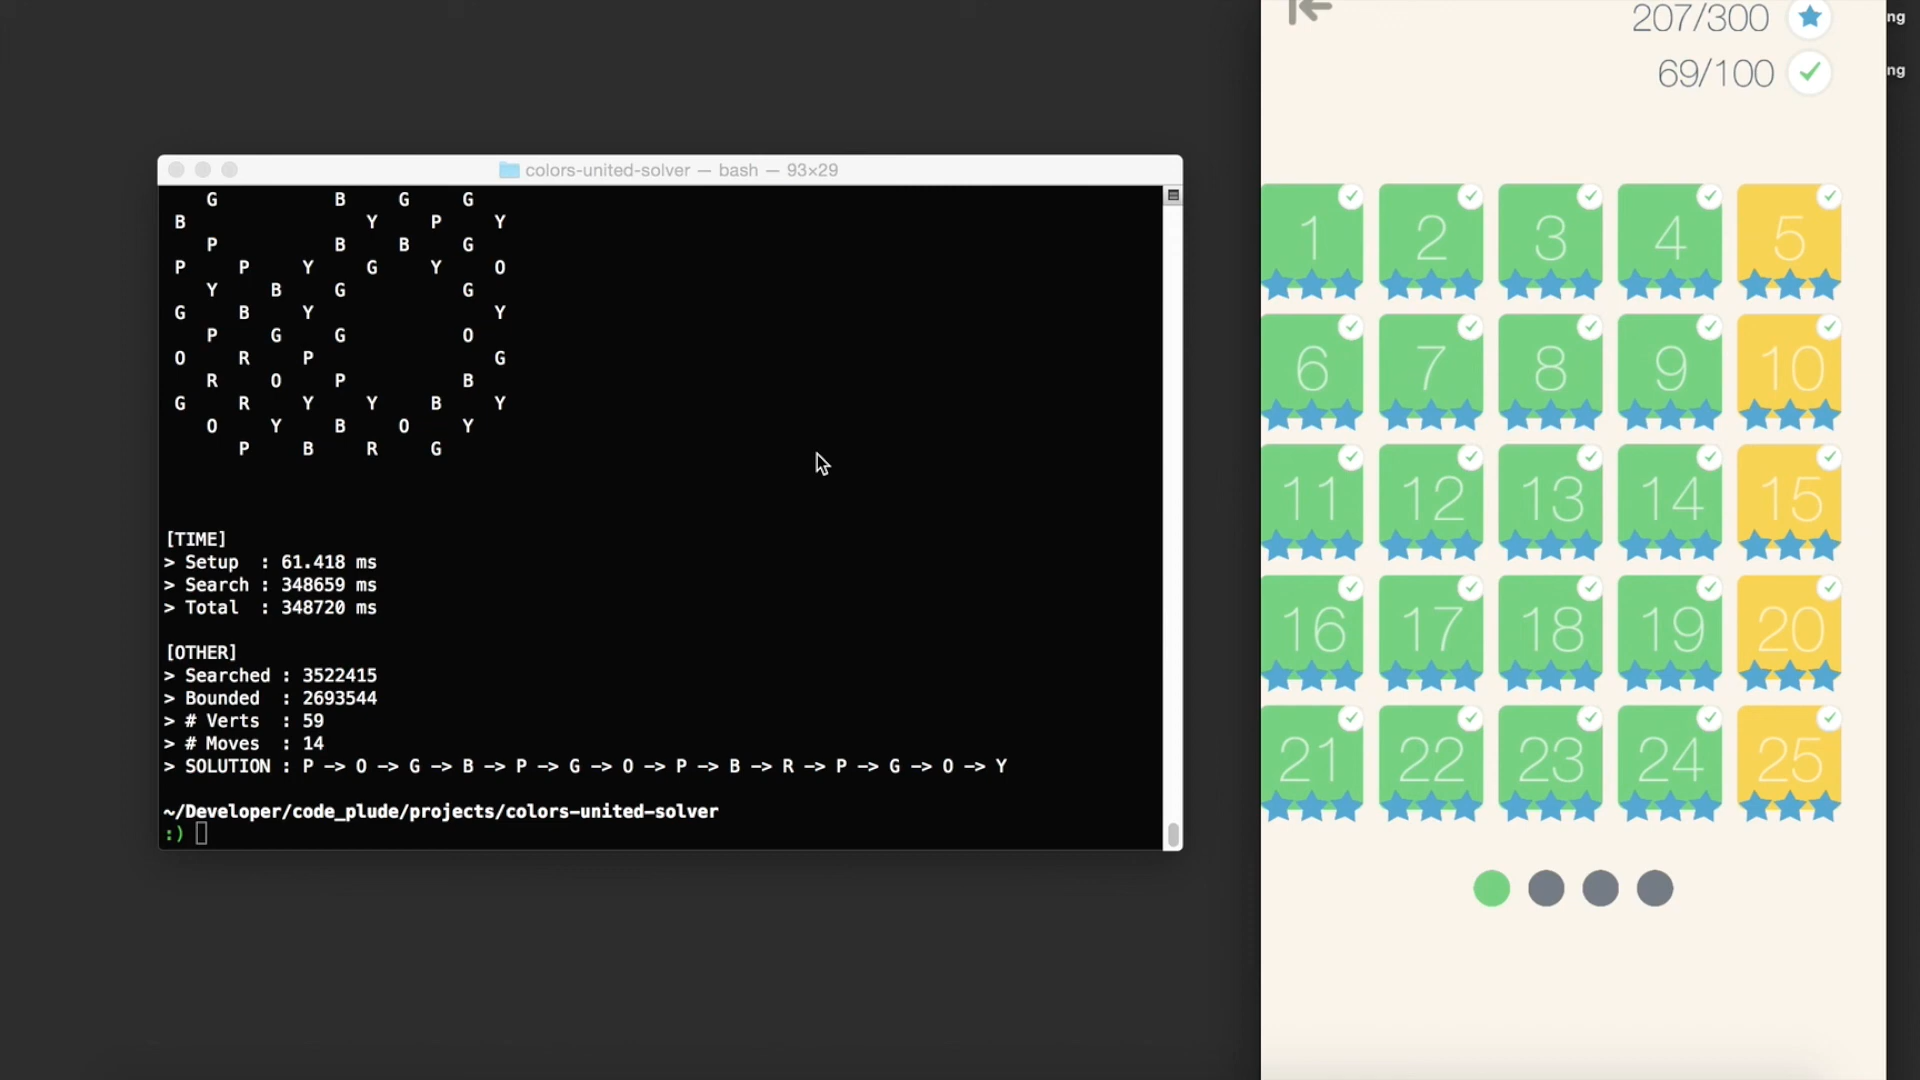 colors-united-solver — bash — 93×29
G B G G
B Y P Y
P B B G
P P Y G Y O
Y B G G
G B Y Y
P G G O
O R P G
R O P B
G R Y Y B Y
O Y B O Y
P B R G
[TIME]
> Setup : 61.418 ms
> Search : 348659 ms
> Total : 348720 ms
[OTHER]
> Searched : 3522415
> Bounded : 2693544
> # Verts : 59
> # Moves : 14
> SOLUTION : P -> O -> G -> B -> P -> G -> O -> P -> B -> R -> P -> G -> O -> Y
~/Developer/code_plude/projects/colors-united-solver
:)
207/300
69/100
1 2 3 4 5
6 7 8 9 10
11 12 13 14 15
16 17 18 19 20
21 22 23 24 25
ng
ng